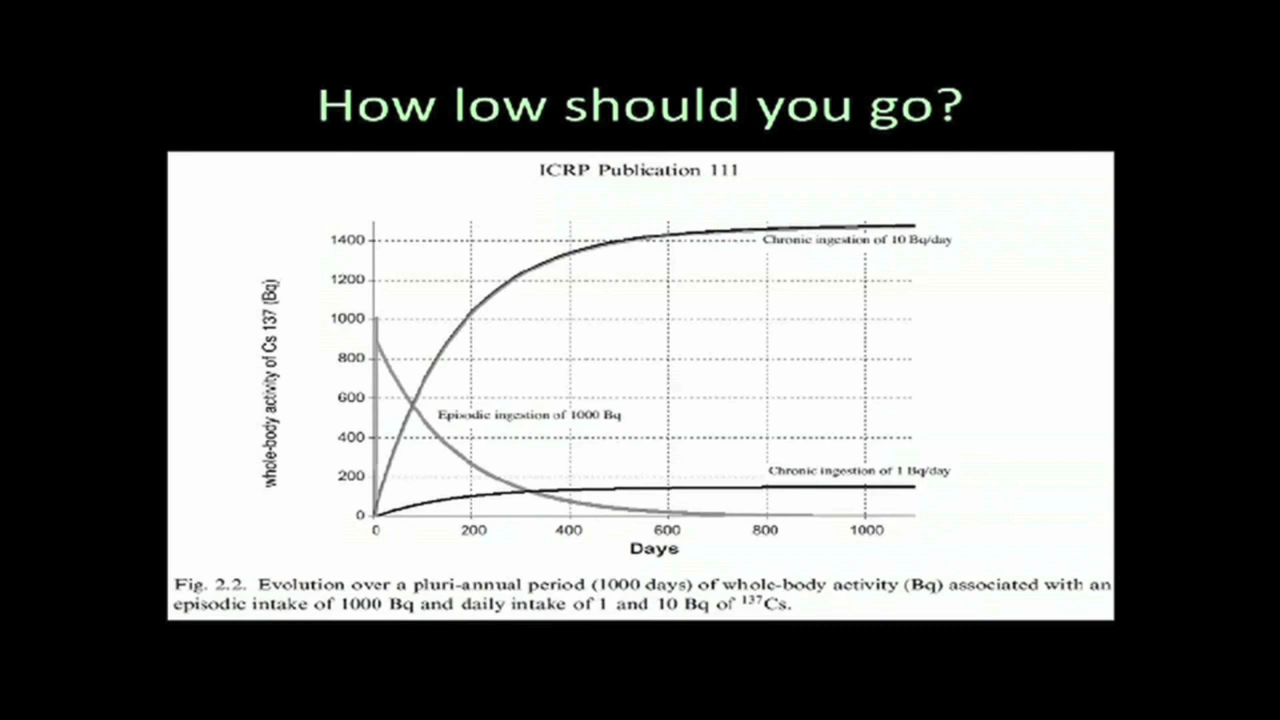 How low should you go?
ICRP Publication 111
1400
1200
1000
800
600
400
200
0
whole-body activity of Cs 137 (Bq)
Chronic ingestion of 10 Bq/day
Episodic ingestion of 1000 Bq
Chronic ingestion of 1 Bq/day
0 200 400 600 800 1000
Days
Fig. 2.2. Evolution over a pluri-annual period (1000 days) of whole-body activity (Bq) associated with an
episodic intake of 1000 Bq and daily intake of 1 and 10 Bq of ¹³⁷Cs.